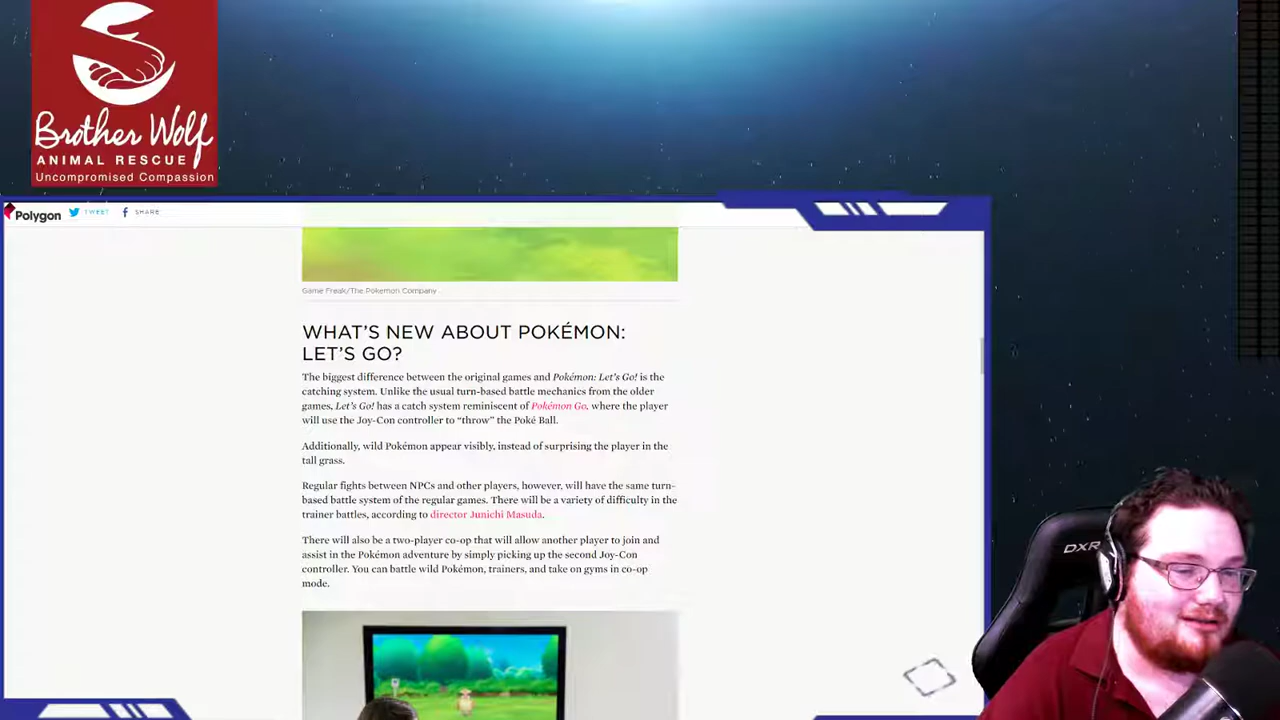 Brother Wolf
ANIMAL RESCUE
Uncompromised Compassion
Polygon TWEET SHARE
Game Freak/The Pokemon Company
WHAT'S NEW ABOUT POKÉMON:
LET'S GO?
The biggest difference between the original games and Pokémon: Let's Go! is the
catching system. Unlike the usual turn-based battle mechanics from the older
games, Let's Go! has a catch system reminiscent of Pokémon Go, where the player
will use the Joy-Con controller to “throw” the Poké Ball.
Additionally, wild Pokémon appear visibly, instead of surprising the player in the
tall grass.
Regular fights between NPCs and other players, however, will have the same turn-
based battle system of the regular games. There will be a variety of difficulty in the
trainer battles, according to director Junichi Masuda.
There will also be a two-player co-op that will allow another player to join and
assist in the Pokémon adventure by simply picking up the second Joy-Con
controller. You can battle wild Pokémon, trainers, and take on gyms in co-op
mode.
DXR